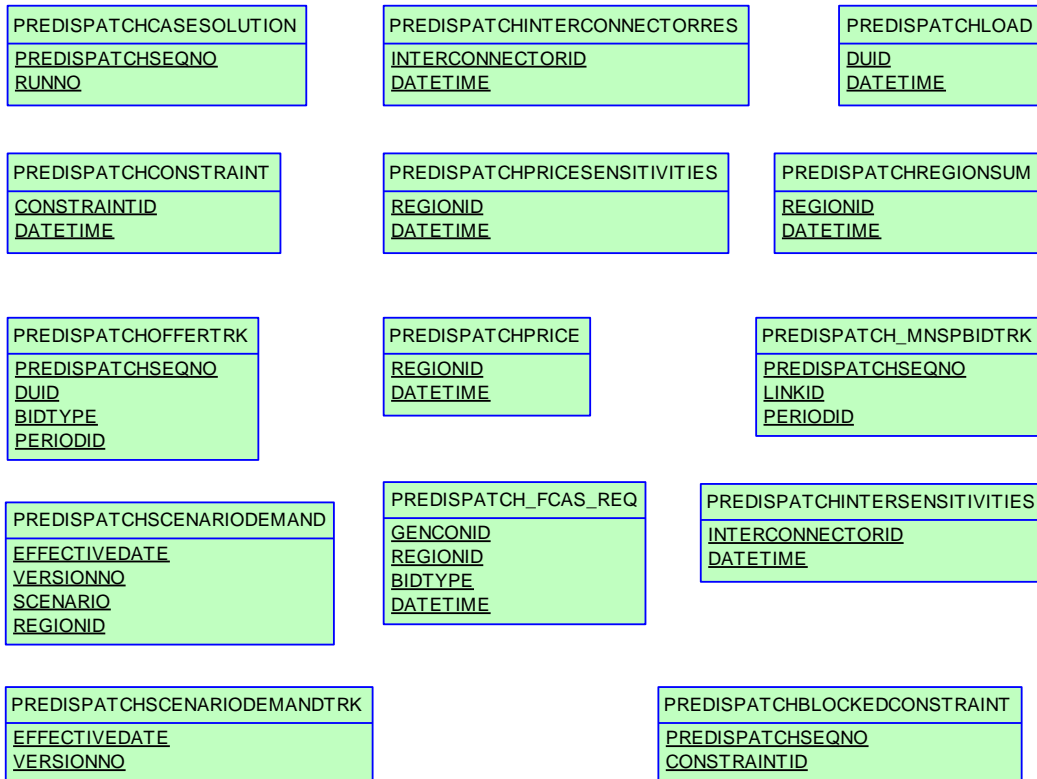 PREDISPATCHCASESOLUTION
PREDISPATCHSEQNO
RUNNO
PREDISPATCHINTERCONNECTORRES
INTERCONNECTORID
DATETIME
PREDISPATCHLOAD
DUID
DATETIME
PREDISPATCHCONSTRAINT
CONSTRAINTID
DATETIME
PREDISPATCHPRICESENSITIVITIES
REGIONID
DATETIME
PREDISPATCHREGIONSUM
REGIONID
DATETIME
PREDISPATCHOFFERTRK
PREDISPATCHSEQNO
DUID
BIDTYPE
PERIODID
PREDISPATCHPRICE
REGIONID
DATETIME
PREDISPATCH_MNSPBIDTRK
PREDISPATCHSEQNO
LINKID
PERIODID
PREDISPATCHSCENARIODEMAND
EFFECTIVEDATE
VERSIONNO
SCENARIO
REGIONID
PREDISPATCH_FCAS_REQ
GENCONID
REGIONID
BIDTYPE
DATETIME
PREDISPATCHINTERSENSITIVITIES
INTERCONNECTORID
DATETIME
PREDISPATCHSCENARIODEMANDTRK
EFFECTIVEDATE
VERSIONNO
PREDISPATCHBLOCKEDCONSTRAINT
PREDISPATCHSEQNO
CONSTRAINTID